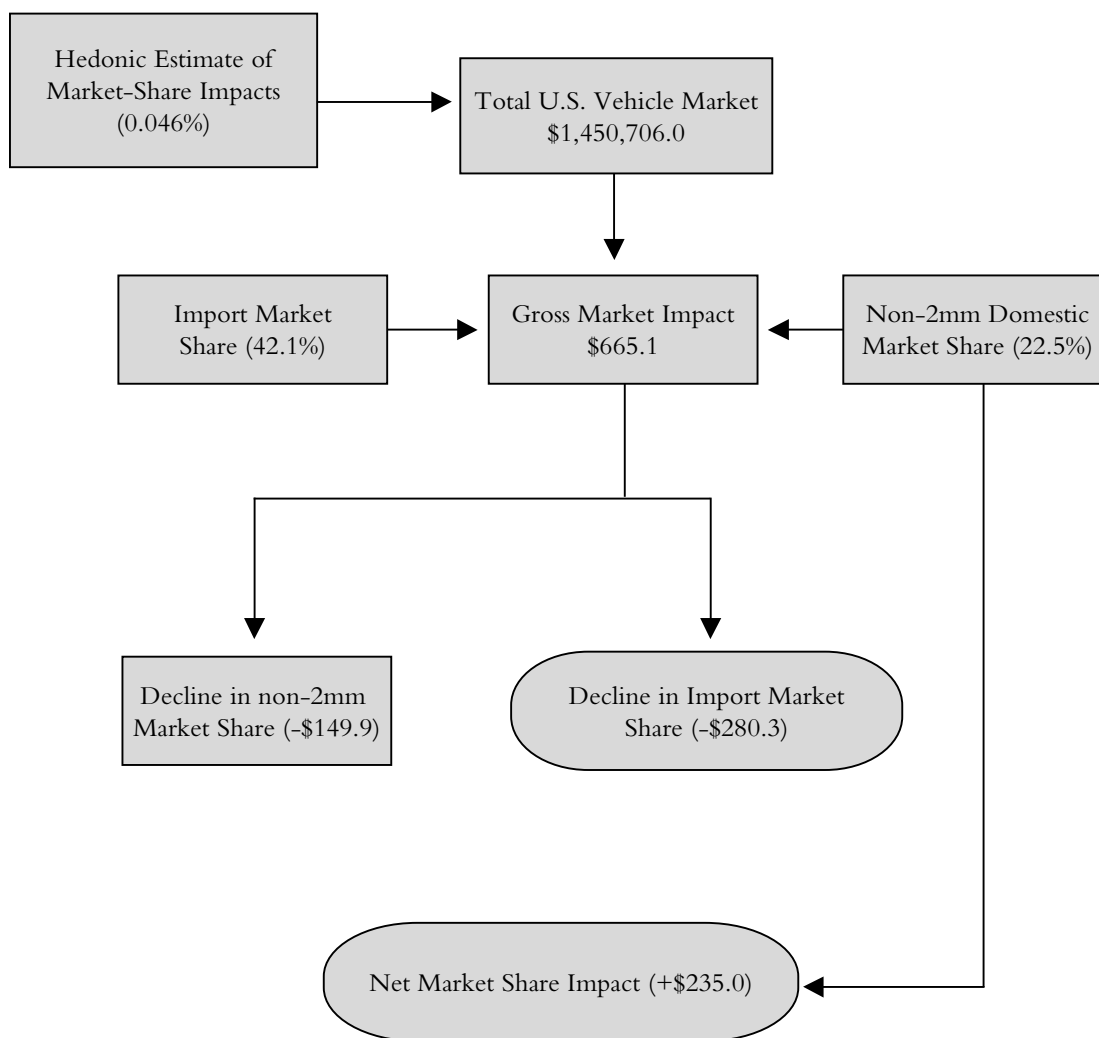 Hedonic Estimate of
Market-Share Impacts
(0.046%)
Total U.S. Vehicle Market
$1,450,706.0
Import Market
Share (42.1%)
Gross Market Impact
$665.1
Non-2mm Domestic
Market Share (22.5%)
Decline in non-2mm
Market Share (-$149.9)
Decline in Import Market
Share (-$280.3)
Net Market Share Impact (+$235.0)